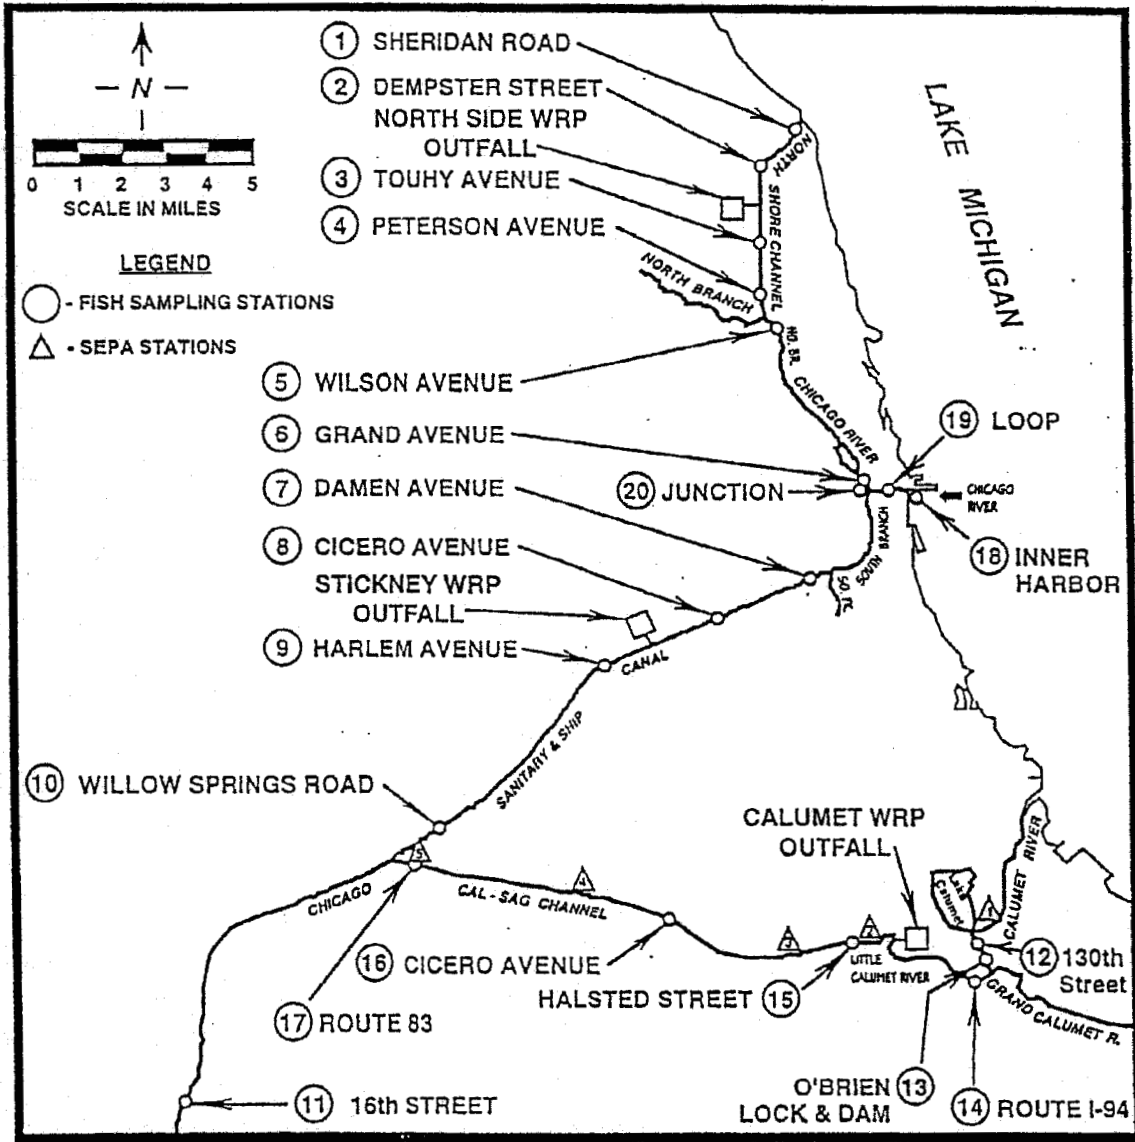 N
0 1 2 3 4 5
SCALE IN MILES
LEGEND
- FISH SAMPLING STATIONS
- SEPA STATIONS
1 SHERIDAN ROAD
2 DEMPSTER STREET
NORTH SIDE WRP
OUTFALL
3 TOUHY AVENUE
4 PETERSON AVENUE
NORTH
SHORE CHANNEL
LAKE MICHIGAN
NORTH BRANCH
5 WILSON AVENUE
NO. BR.
CHICAGO RIVER
6 GRAND AVENUE
19 LOOP
7 DAMEN AVENUE
20 JUNCTION
CHICAGO
RIVER
8 CICERO AVENUE
SOUTH BRANCH
18 INNER
HARBOR
STICKNEY WRP
OUTFALL
SO. FK.
9 HARLEM AVENUE
CANAL
SANITARY & SHIP
10 WILLOW SPRINGS ROAD
CALUMET WRP
OUTFALL
CALUMET RIVER
Lake
Calumet
5
4
3
2
1
CHICAGO
CAL-SAG CHANNEL
16 CICERO AVENUE
LITTLE
CALUMET RIVER
12 130th
Street
HALSTED STREET 15
GRAND CALUMET R.
17 ROUTE 83
11 16th STREET
O'BRIEN 13
LOCK & DAM
14 ROUTE I-94